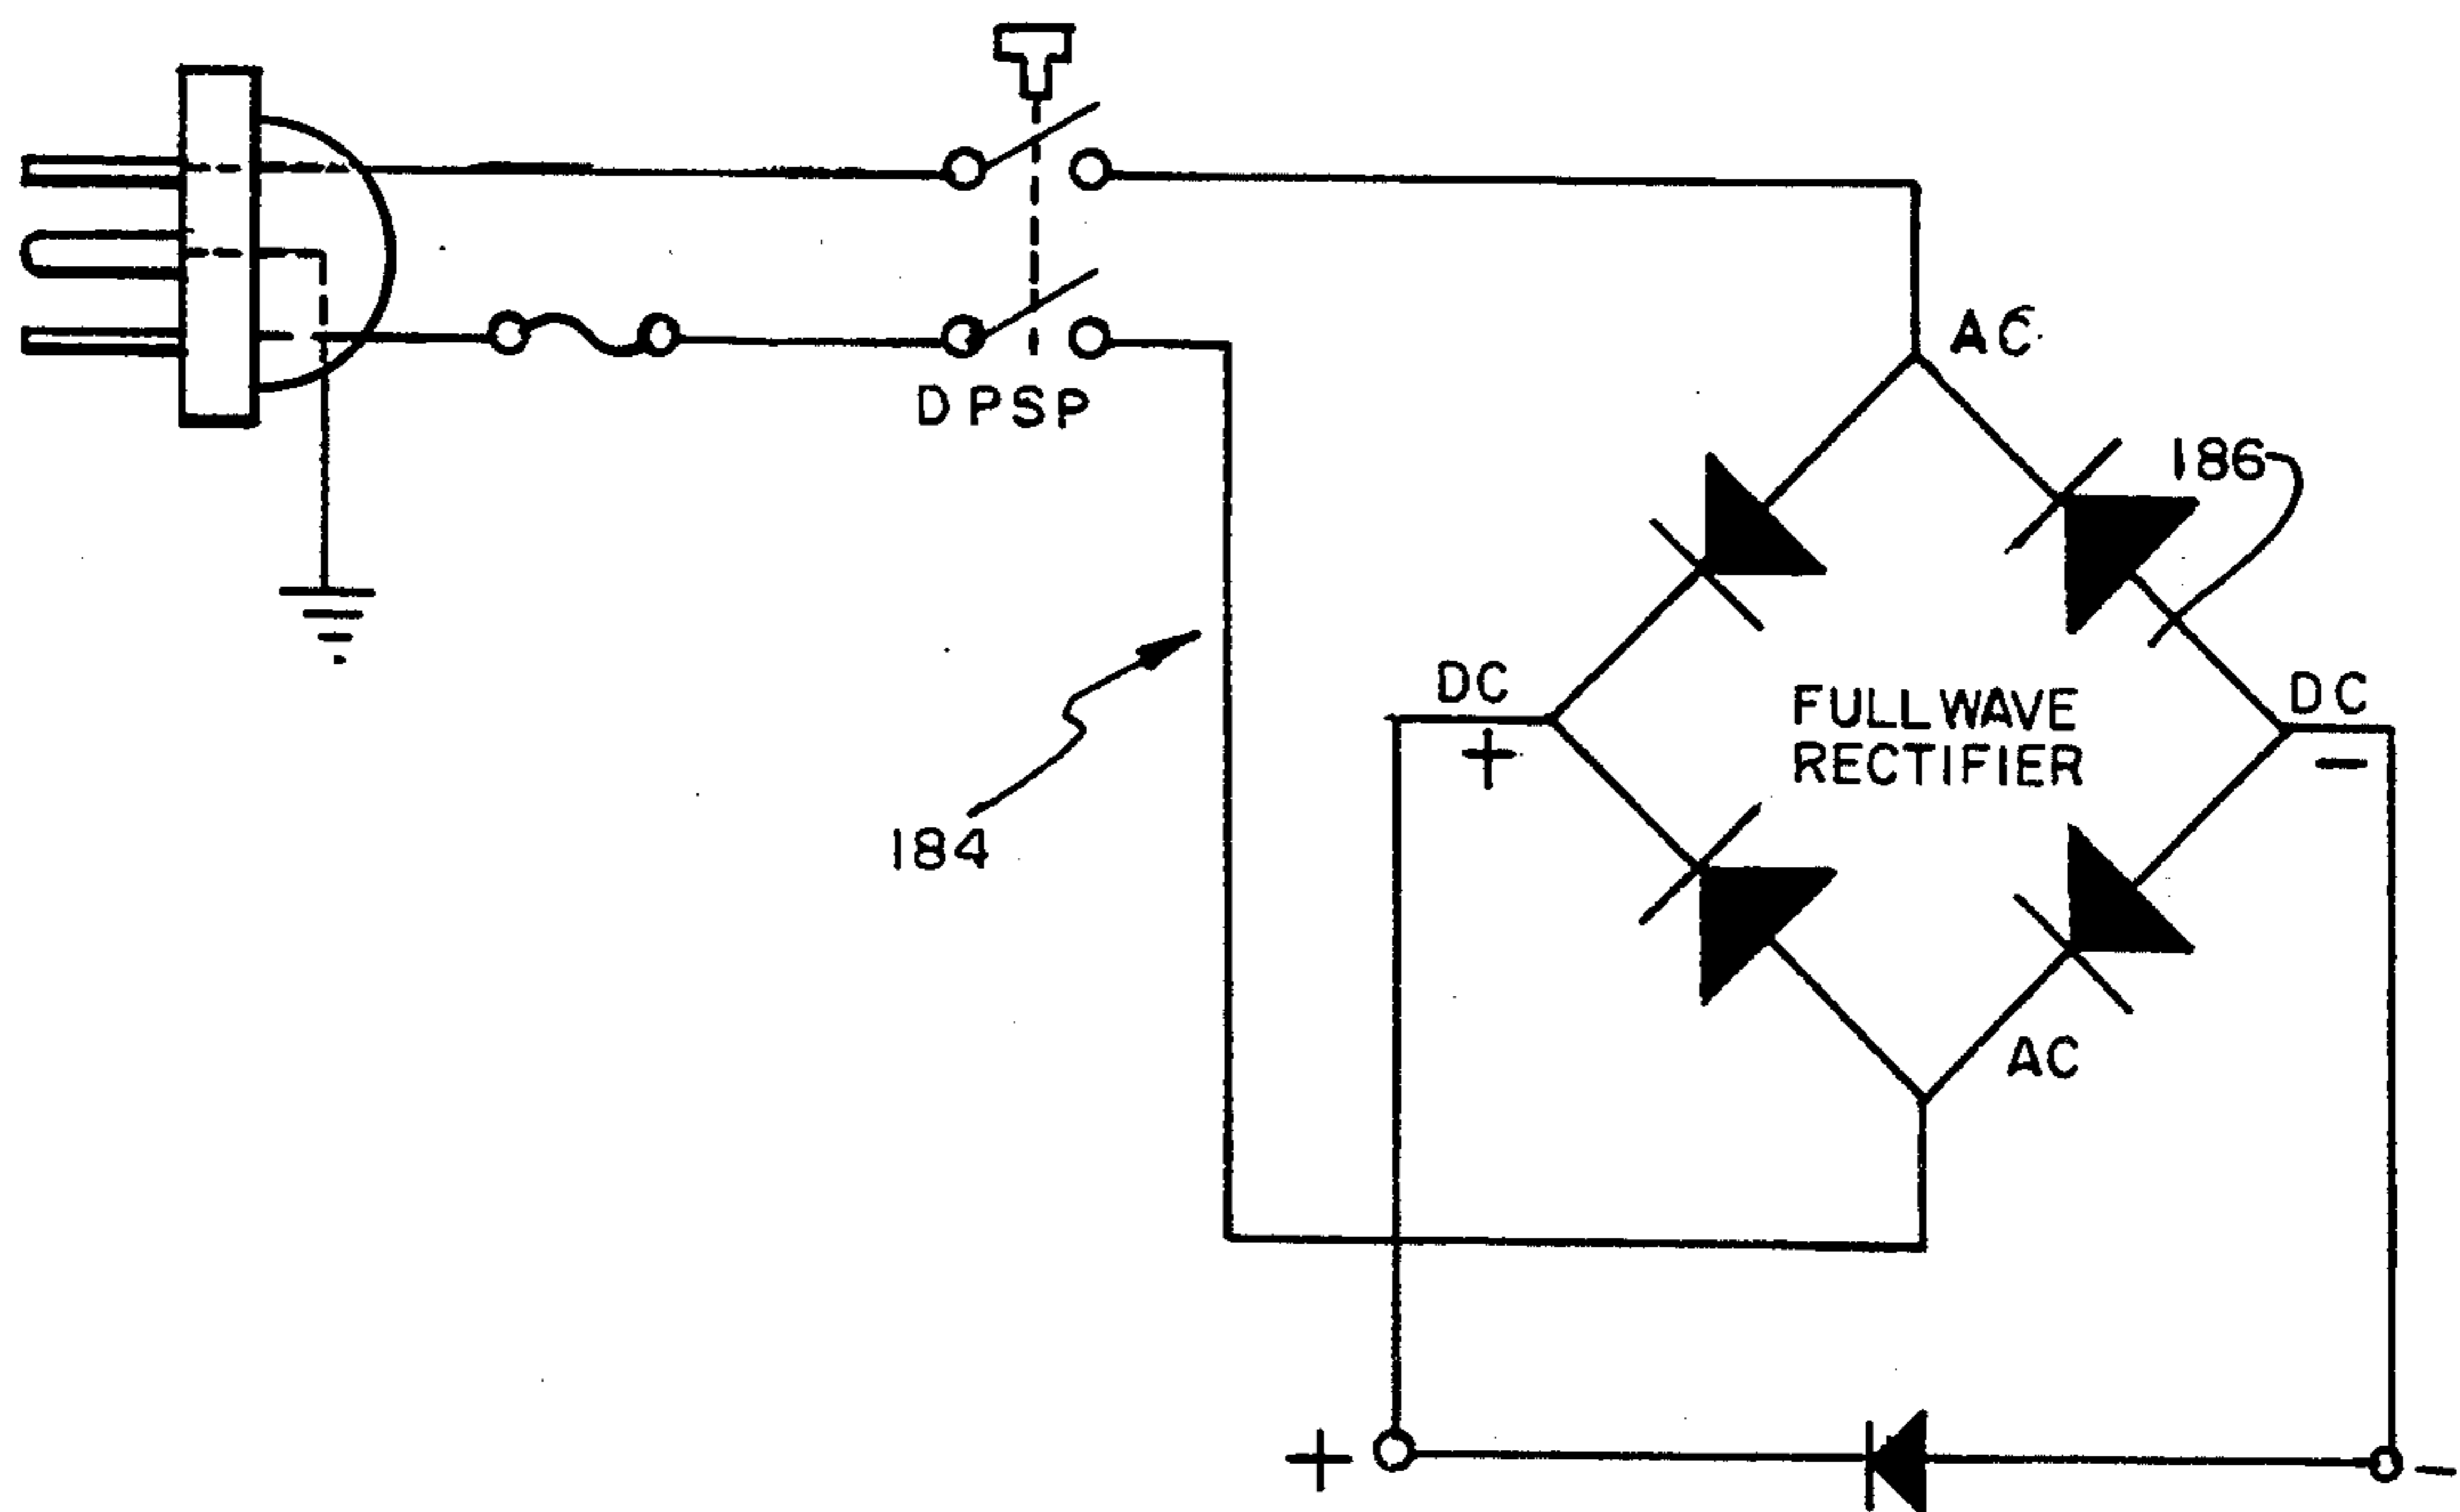 DPSP
AC
186
DC
+
FULLWAVE
RECTIFIER
DC
-
184
AC
+
-